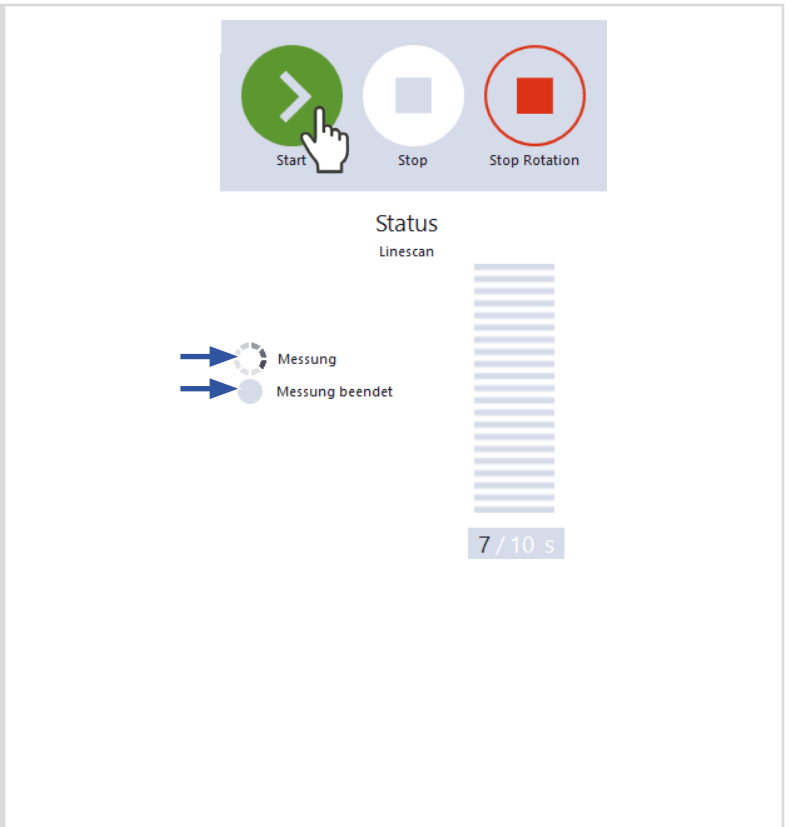 Start Stop Stop Rotation
Status
Linescan
Messung
Messung beendet
7 / 10 s